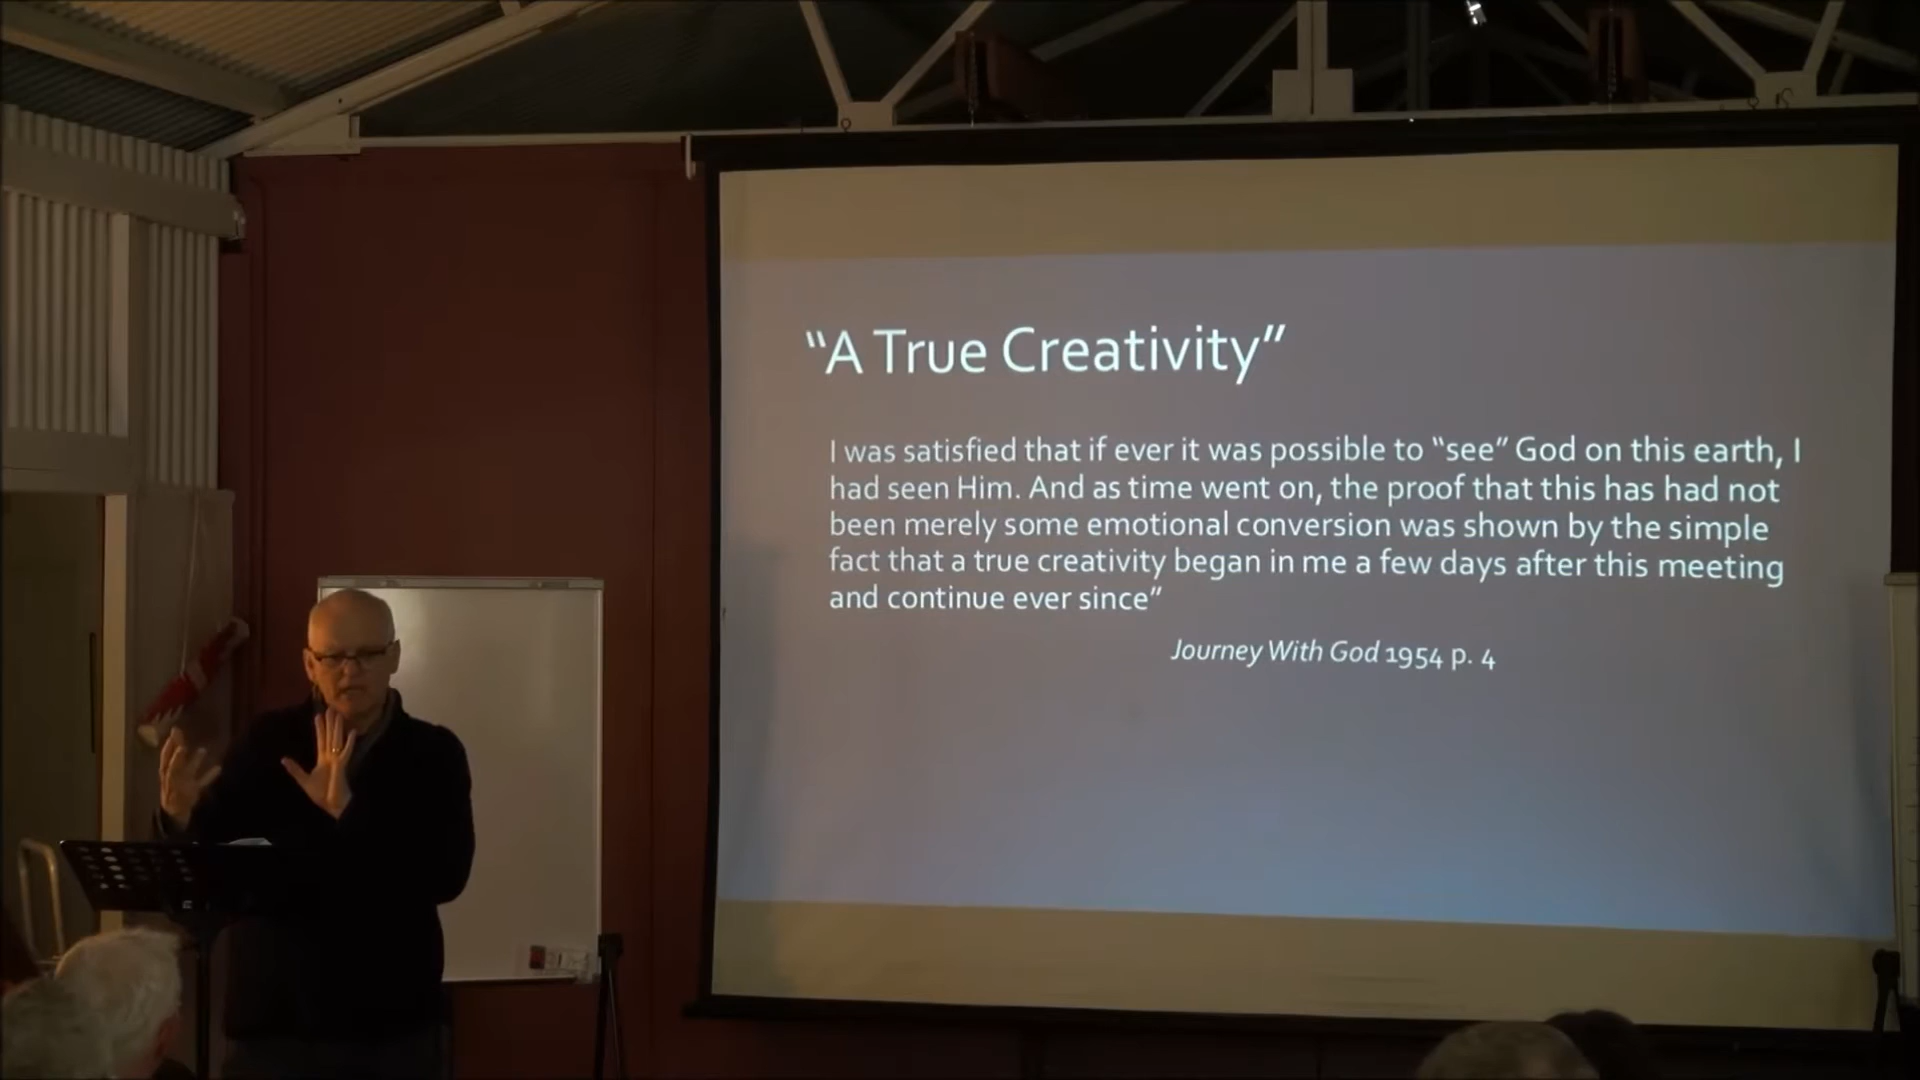 “A True Creativity”
I was satisfied that if ever it was possible to “see” God on this earth, I
had seen Him. And as time went on, the proof that this has had not
been merely some emotional conversion was shown by the simple
fact that a true creativity began in me a few days after this meeting
and continue ever since”
Journey With God 1954 p. 4